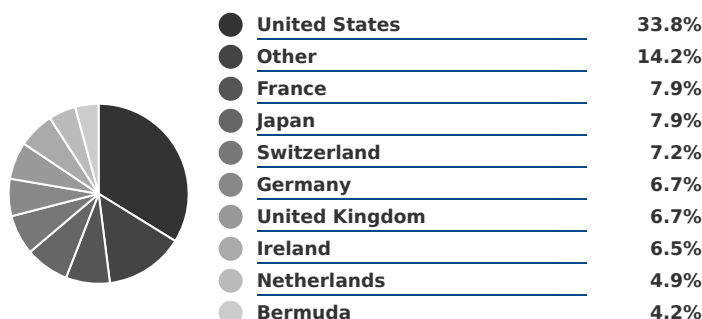 United States 33.8%
Other 14.2%
France 7.9%
Japan 7.9%
Switzerland 7.2%
Germany 6.7%
United Kingdom 6.7%
Ireland 6.5%
Netherlands 4.9%
Bermuda 4.2%